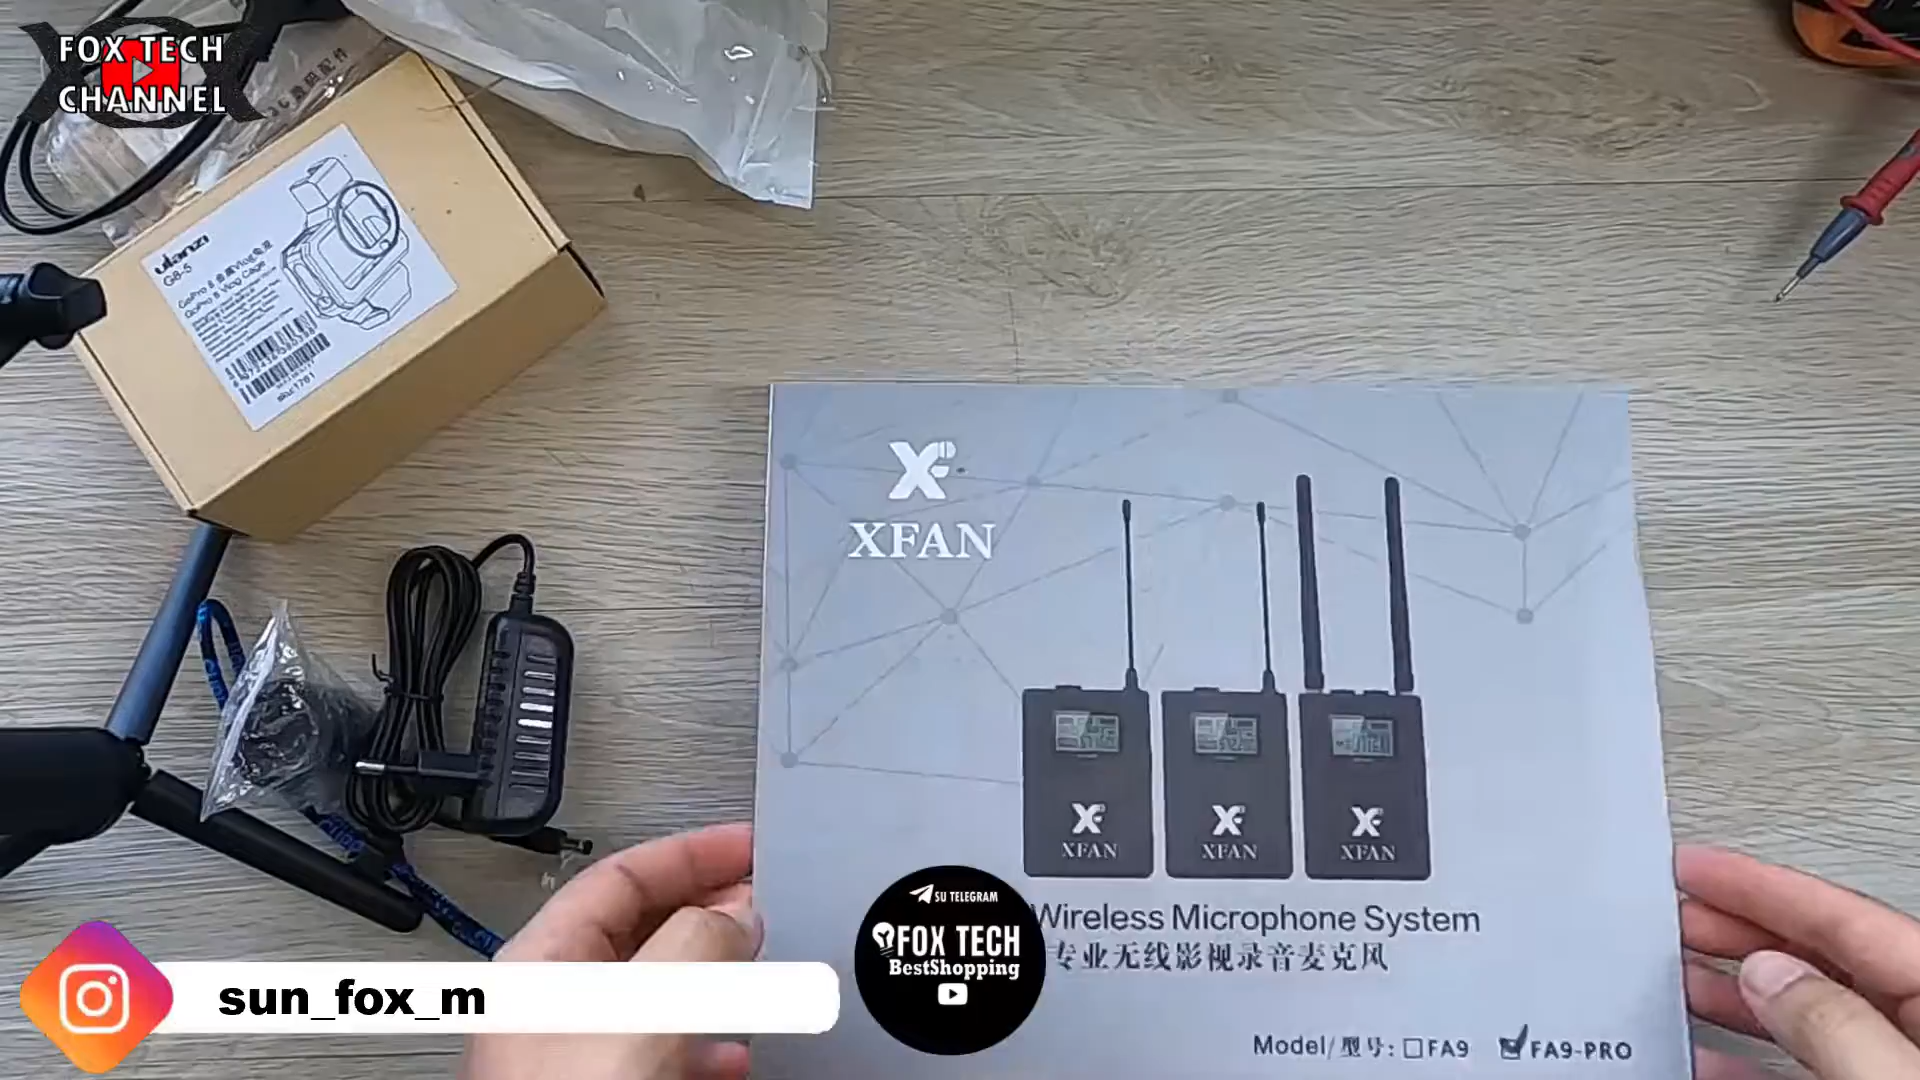 FOX TECH
CHANNEL
ulanzi
G8-5
GoPro 8 Vlog Cage
XFAN
XFAN
XFAN
XFAN
Wireless Microphone System
专业无线影视录音麦克风
Model/型号: FA9 FA9-PRO
SU TELEGRAM
FOX TECH
BestShopping
sun_fox_m